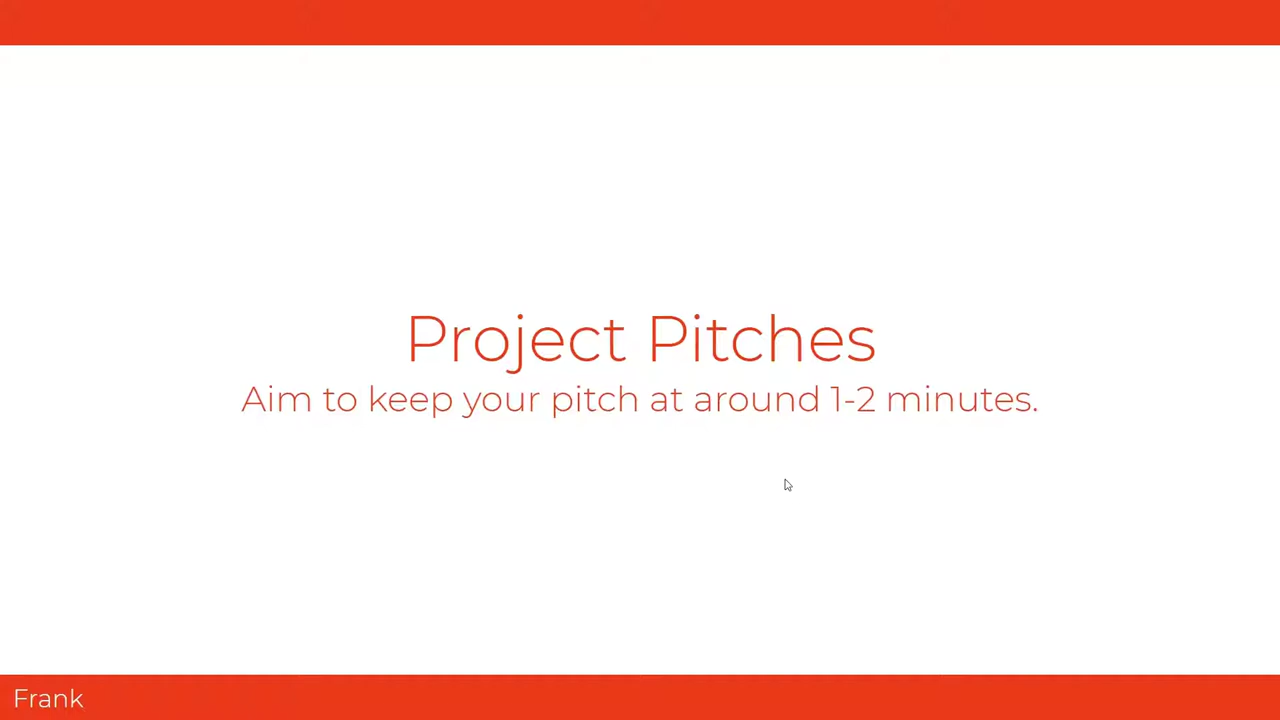 Project Pitches
Aim to keep your pitch at around 1-2 minutes.
Frank